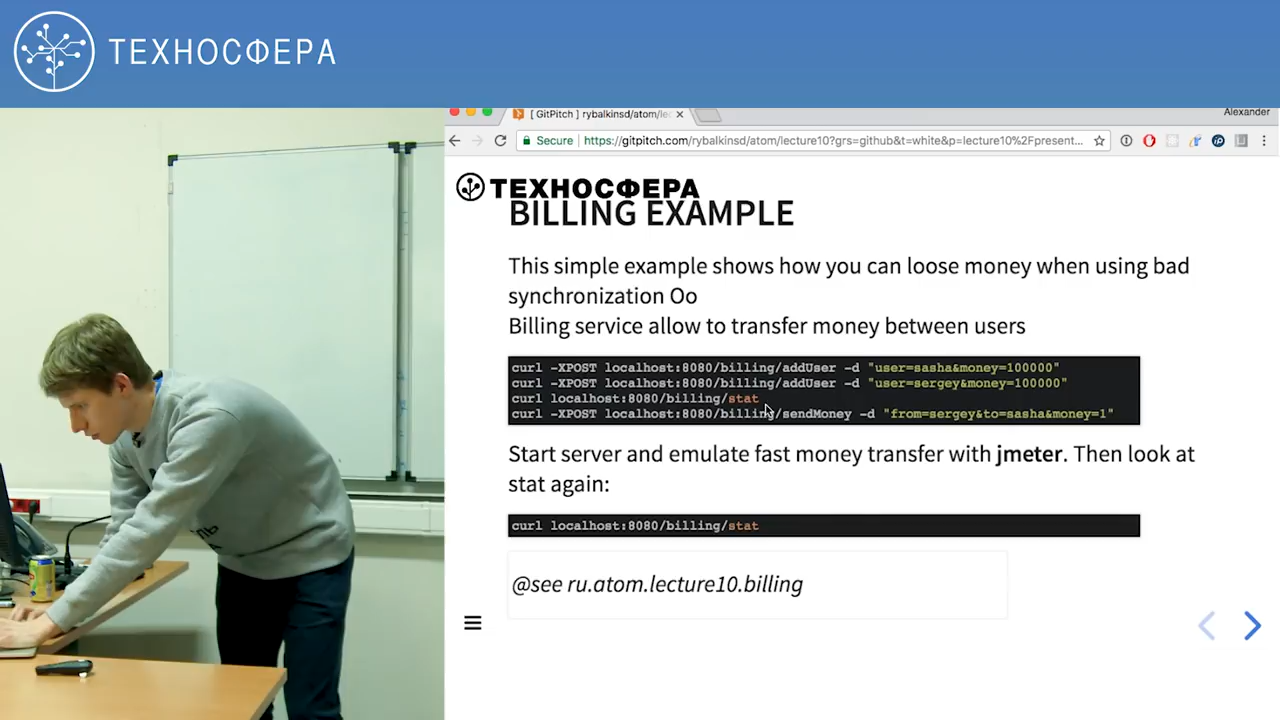 ТЕХНОСФЕРА
[ GitPitch ] rybalkinsd/atom/lec
Alexander
Secure
https://gitpitch.com/rybalkinsd/atom/lecture10?grs=github&t=white&p=lecture10%2Fpresent...
ТЕХНОСФЕРА
BILLING EXAMPLE
This simple example shows how you can loose money when using bad
synchronization Oo
Billing service allow to transfer money between users
curl -XPOST localhost:8080/billing/addUser -d "user=sasha&money=100000"
curl -XPOST localhost:8080/billing/addUser -d "user=sergey&money=100000"
curl localhost:8080/billing/stat
curl -XPOST localhost:8080/billing/sendMoney -d "from=sergey&to=sasha&money=1"
Start server and emulate fast money transfer with jmeter. Then look at
stat again:
curl localhost:8080/billing/stat
@see ru.atom.lecture10.billing